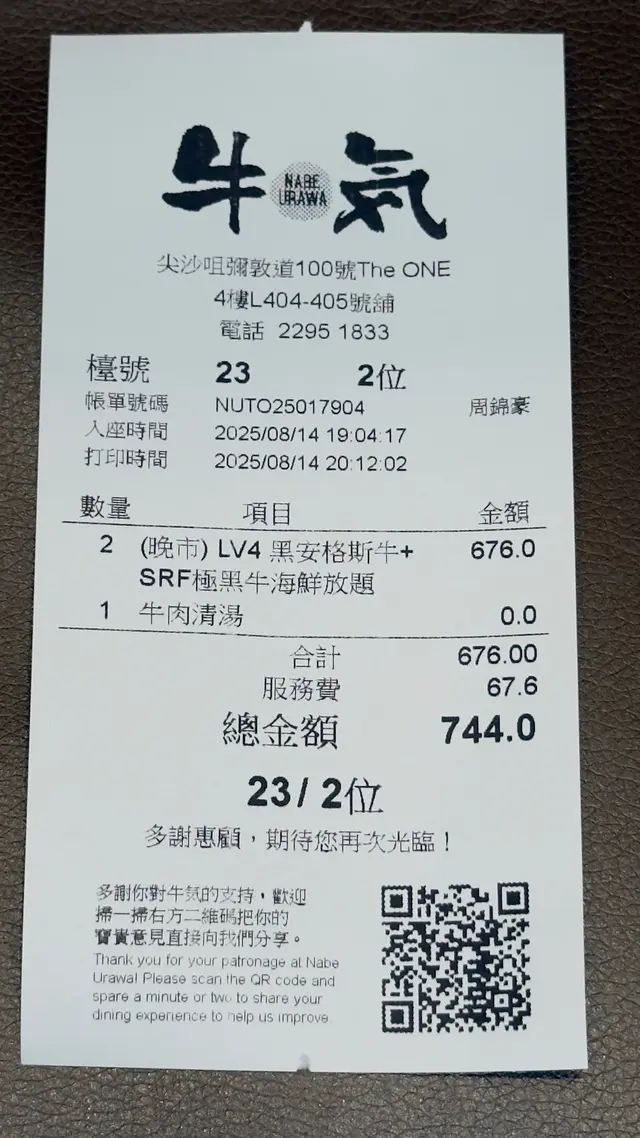 牛気
NABE
URAWA
尖沙咀彌敦道100號The ONE
4樓L404-405號舖
電話 2295 1833
檯號 23 2位
帳單號碼 NUTO25017904 周錦豪
入座時間 2025/08/14 19:04:17
打印時間 2025/08/14 20:12:02
數量 項目 金額
2 (晚市) LV4 黑安格斯牛+ 676.0
SRF極黑牛海鮮放題
1 牛肉清湯 0.0
合計 676.00
服務費 67.6
總金額 744.0
23/ 2位
多謝惠顧，期待您再次光臨！
多謝你對牛気的支持，歡迎
掃一掃右方二維碼把你的
寶貴意見直接向我們分享。
Thank you for your patronage at Nabe
Urawa! Please scan the QR code and
spare a minute or two to share your
dining experience to help us improve.